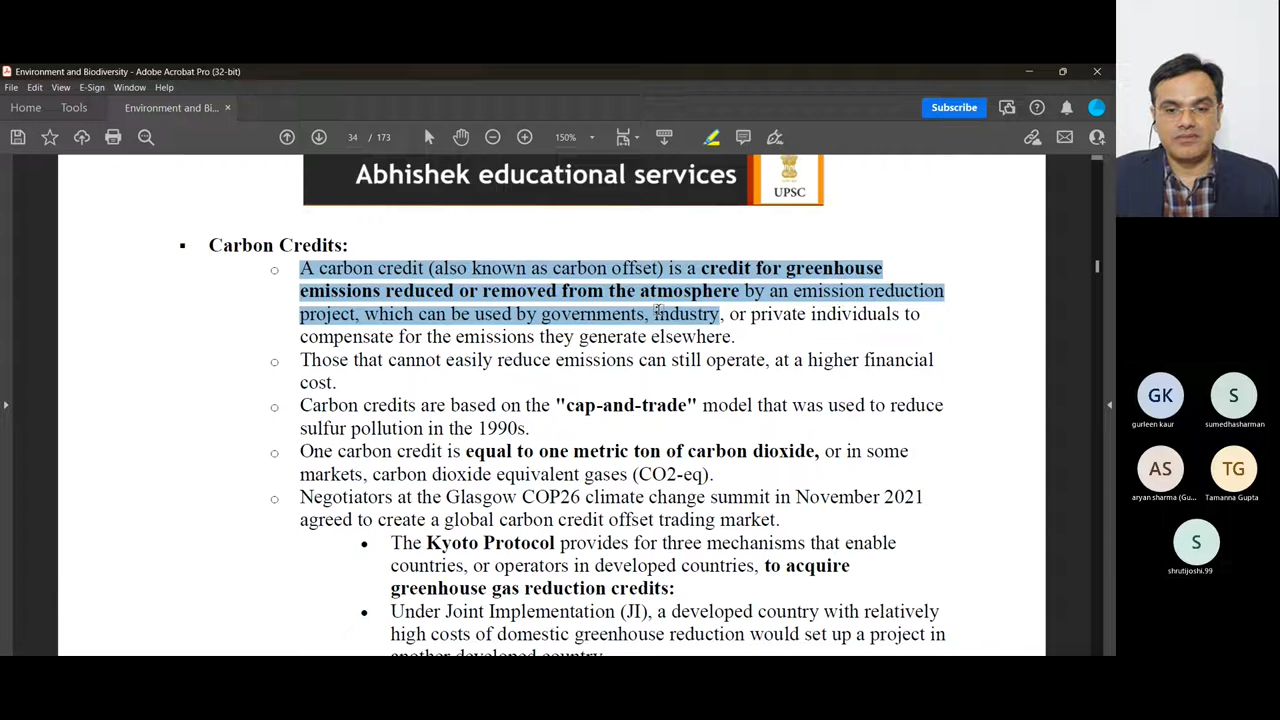 Environment and Biodiversity - Adobe Acrobat Pro (32-bit)
File Edit View E-Sign Window Help
Home Tools Environment and Bi... × Subscribe
34 / 173 150%
Abhishek educational services
UPSC
▪ Carbon Credits:
○ A carbon credit (also known as carbon offset) is a credit for greenhouse
emissions reduced or removed from the atmosphere by an emission reduction
project, which can be used by governments, industry, or private individuals to
compensate for the emissions they generate elsewhere.
○ Those that cannot easily reduce emissions can still operate, at a higher financial
cost.
○ Carbon credits are based on the "cap-and-trade" model that was used to reduce
sulfur pollution in the 1990s.
○ One carbon credit is equal to one metric ton of carbon dioxide, or in some
markets, carbon dioxide equivalent gases (CO2-eq).
○ Negotiators at the Glasgow COP26 climate change summit in November 2021
agreed to create a global carbon credit offset trading market.
• The Kyoto Protocol provides for three mechanisms that enable
countries, or operators in developed countries, to acquire
greenhouse gas reduction credits:
• Under Joint Implementation (JI), a developed country with relatively
high costs of domestic greenhouse reduction would set up a project in
another developed country.
GK S
gurleen kaur sumedhasharman
AS TG
aryan sharma (Gu... Tamanna Gupta
S
shrutijoshi.99